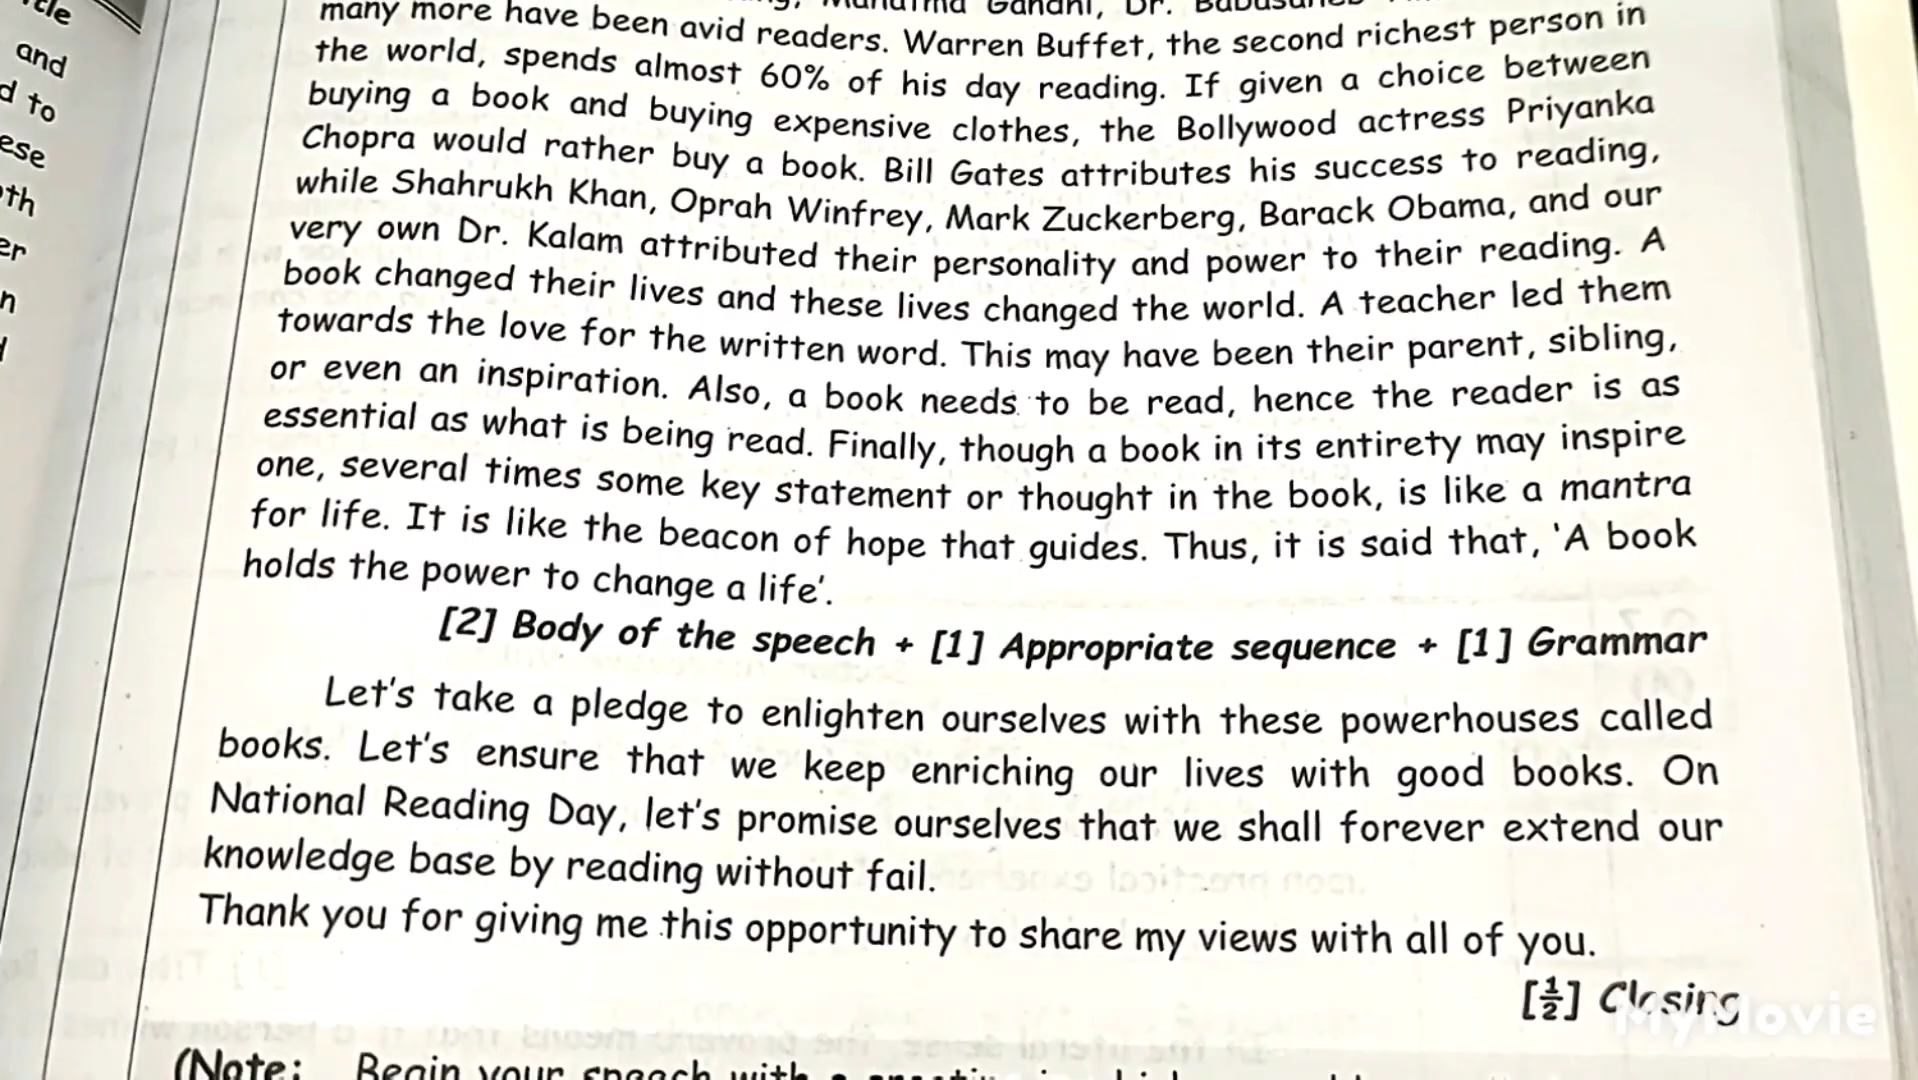 and
d to
ese
er
Gandhi, Dr.
many more have been avid readers. Warren Buffet, the second richest person in
the world, spends almost 60% of his day reading. If given a choice between
buying a book and buying expensive clothes, the Bollywood actress Priyanka
Chopra would rather buy a book. Bill Gates attributes his success to reading,
while Shahrukh Khan, Oprah Winfrey, Mark Zuckerberg, Barack Obama, and our
very own Dr. Kalam attributed their personality and power to their reading. A
book changed their lives and these lives changed the world. A teacher led them
towards the love for the written word. This may have been their parent, sibling,
or even an inspiration. Also, a book needs to be read, hence the reader is as
essential as what is being read. Finally, though a book in its entirety may inspire
one, several times some key statement or thought in the book, is like a mantra
for life. It is like the beacon of hope that guides. Thus, it is said that, 'A book
holds the power to change a life'.
[2] Body of the speech + [1] Appropriate sequence + [1] Grammar
Let's take a pledge to enlighten ourselves with these powerhouses called
books. Let's ensure that we keep enriching our lives with good books. On
National Reading Day, let's promise ourselves that we shall forever extend our
knowledge base by reading without fail.
Thank you for giving me this opportunity to share my views with all of you.
[½] Closing
MyMovie
(Note: Begin your speech with a